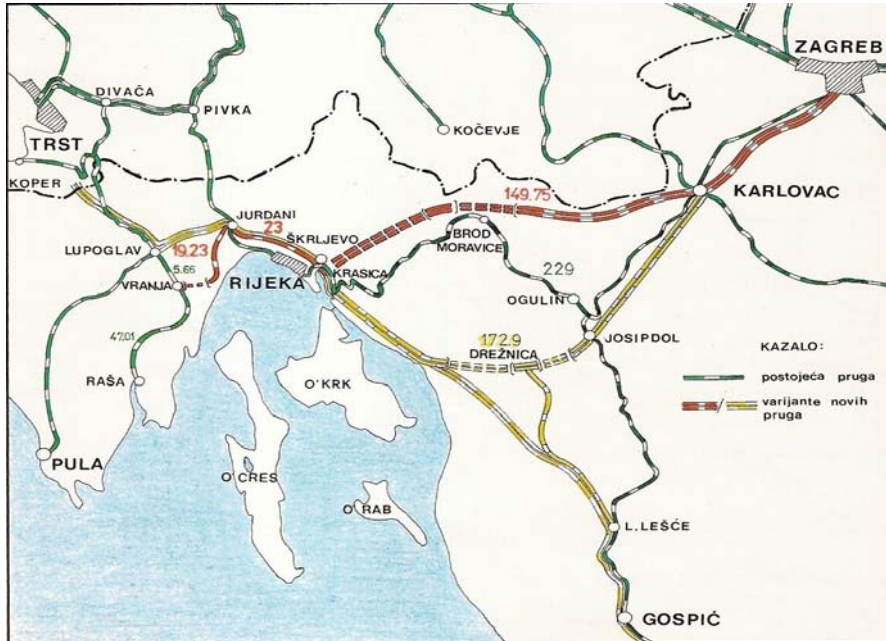 ZAGREB
DIVAČA
PIVKA
KOČEVJE
TRST
KOPER
149.75
KARLOVAC
JURDANI
23
ŠKRLJEVO
BROD
MORAVICE
LUPOGLAV
19.23
5.66
VRANJA
RIJEKA
KRASICA
229
OGULIN
47.01
172.9
DREŽNICA
JOSIPDOL
KAZALO:
RAŠA
O'KRK
postojeća pruga
varijante novih
pruga
PULA
O'CRES
O'RAB
L.LEŠĆE
GOSPIĆ